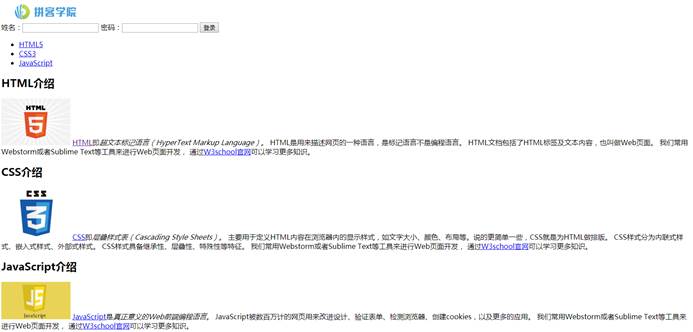 拼客学院
姓名： 密码： 登录
HTML5
CSS3
JavaScript
HTML介绍
HTML
5
HTML即超文本标记语言（HyperText Markup Language）。 HTML是用来描述网页的一种语言，是标记语言不是编程语言。 HTML文档包括了HTML标签及文本内容，也叫做Web页面。 我们常用
Webstorm或者Sublime Text等工具来进行Web页面开发， 通过W3school官网可以学习更多知识。
CSS介绍
CSS
3
CSS即层叠样式表（Cascading Style Sheets）。 主要用于定义HTML内容在浏览器内的显示样式，如文字大小、颜色、布局等。说的更简单一些，CSS就是为HTML做排版。 CSS样式分为内联式样
式、嵌入式样式、外部式样式。 CSS样式具备继承性、层叠性、特殊性等特征。 我们常用Webstorm或者Sublime Text等工具来进行Web页面开发， 通过W3school官网可以学习更多知识。
JavaScript介绍
JS
JavaScript是真正意义的Web前端编程语言。 JavaScript被数百万计的网页用来改进设计、验证表单、检测浏览器、创建cookies，以及更多的应用。 我们常用Webstorm或者Sublime Text等工具来
进行Web页面开发， 通过W3school官网可以学习更多知识。